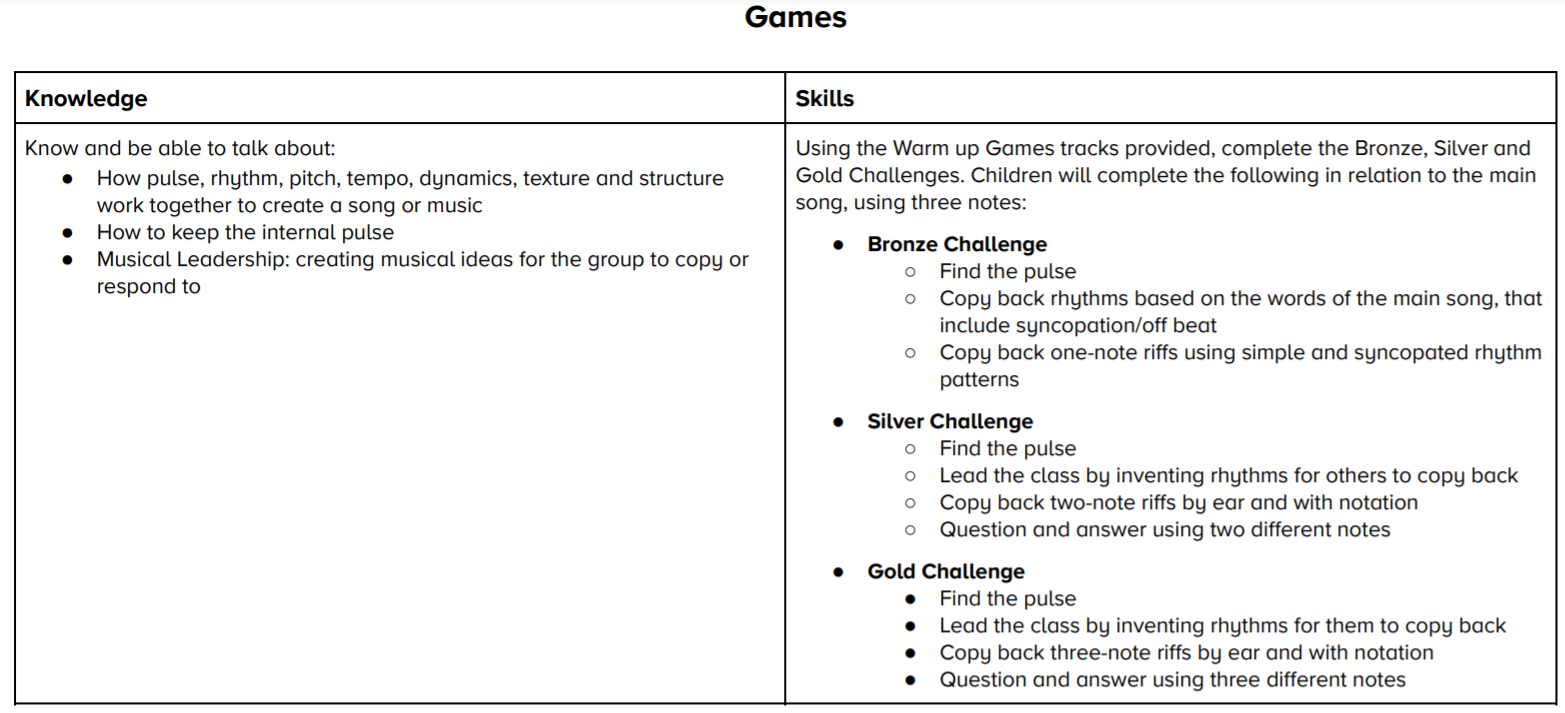 Games
Knowledge
Know and be able to talk about:
● How pulse, rhythm, pitch, tempo, dynamics, texture and structure
work together to create a song or music
● How to keep the internal pulse
● Musical Leadership: creating musical ideas for the group to copy or
respond to
Skills
Using the Warm up Games tracks provided, complete the Bronze, Silver and
Gold Challenges. Children will complete the following in relation to the main
song, using three notes:
● Bronze Challenge
○ Find the pulse
○ Copy back rhythms based on the words of the main song, that
include syncopation/off beat
○ Copy back one-note riffs using simple and syncopated rhythm
patterns
● Silver Challenge
○ Find the pulse
○ Lead the class by inventing rhythms for others to copy back
○ Copy back two-note riffs by ear and with notation
○ Question and answer using two different notes
● Gold Challenge
● Find the pulse
● Lead the class by inventing rhythms for them to copy back
● Copy back three-note riffs by ear and with notation
● Question and answer using three different notes